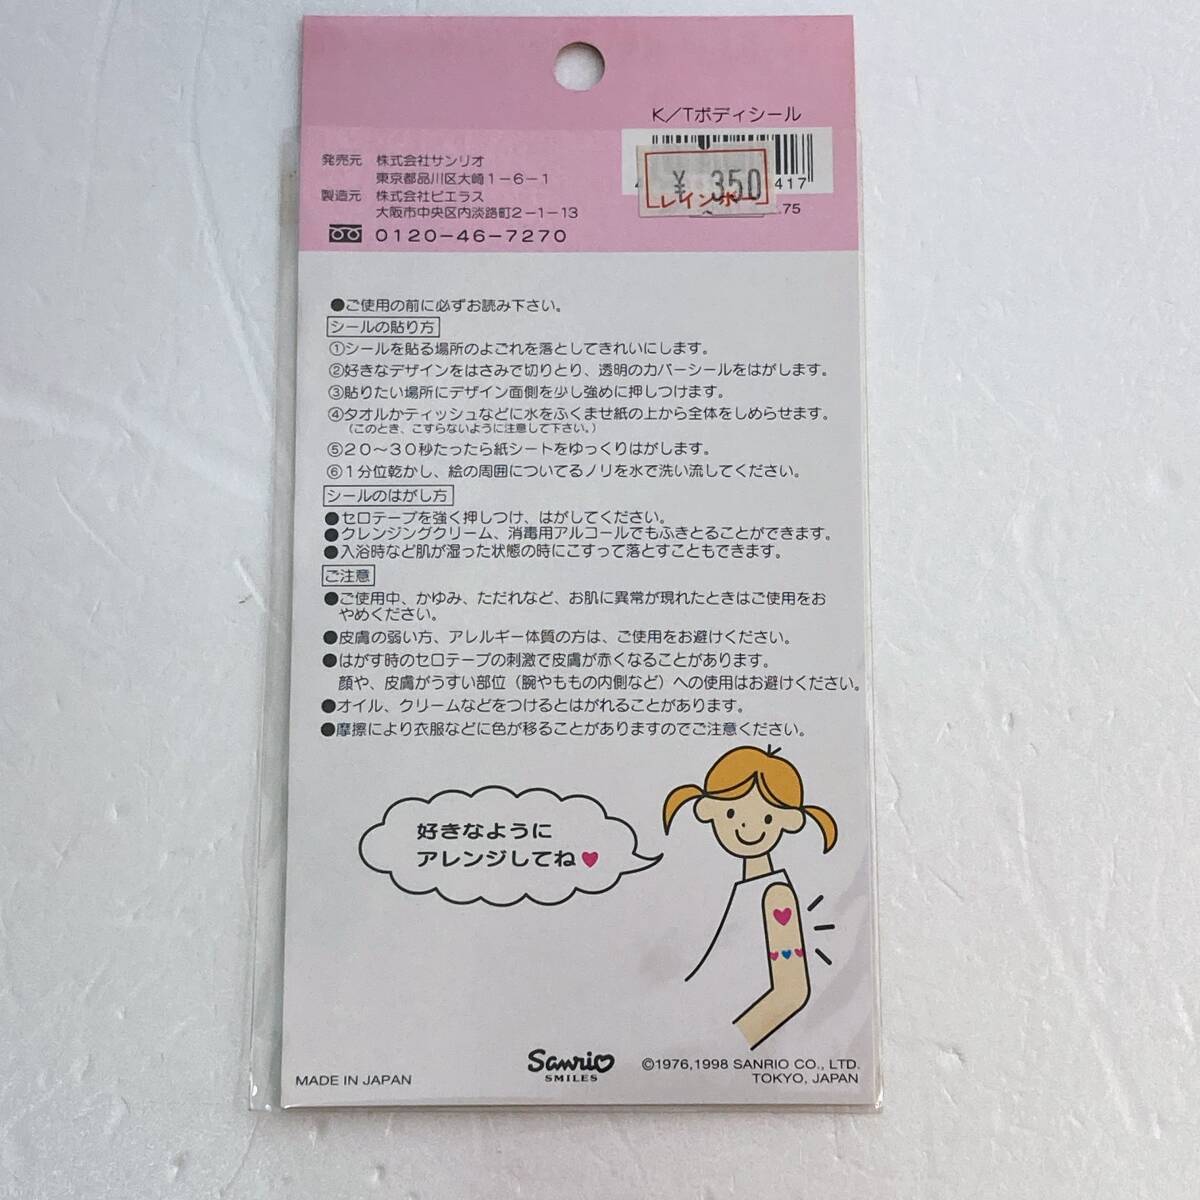 K/Tボディシール
発売元 株式会社サンリオ
東京都品川区大崎1-6-1
製造元 株式会社ビエラス
大阪市中央区内淡路町2-1-13
0120-46-7270
4
417
¥ 350
レインボー
.75
●ご使用の前に必ずお読み下さい。
シールの貼り方
①シールを貼る場所のよごれを落としてきれいにします。
②好きなデザインをはさみで切りとり、透明のカバーシールをはがします。
③貼りたい場所にデザイン面側を少し強めに押しつけます。
④タオルかティッシュなどに水をふくませ紙の上から全体をしめらせます。
(このとき、こすらないように注意して下さい。)
⑤20〜30秒たったら紙シートをゆっくりはがします。
⑥1分位乾かし、絵の周囲についてるノリを水で洗い流してください。
シールのはがし方
●セロテープを強く押しつけ、はがしてください。
●クレンジングクリーム、消毒用アルコールでもふきとることができます。
●入浴時など肌が湿った状態の時にこすって落とすこともできます。
ご注意
●ご使用中、かゆみ、ただれなど、お肌に異常が現れたときはご使用をお
やめください。
●皮膚の弱い方、アレルギー体質の方は、ご使用をお避けください。
●はがす時のセロテープの刺激で皮膚が赤くなることがあります。
顔や、皮膚がうすい部位(腕やももの内側など)への使用はお避けください。
●オイル、クリームなどをつけるとはがれることがあります。
●摩擦により衣服などに色が移ることがありますのでご注意ください。
好きなように
アレンジしてね♥
Sanrio
SMILES
MADE IN JAPAN
©1976,1998 SANRIO CO., LTD.
TOKYO, JAPAN